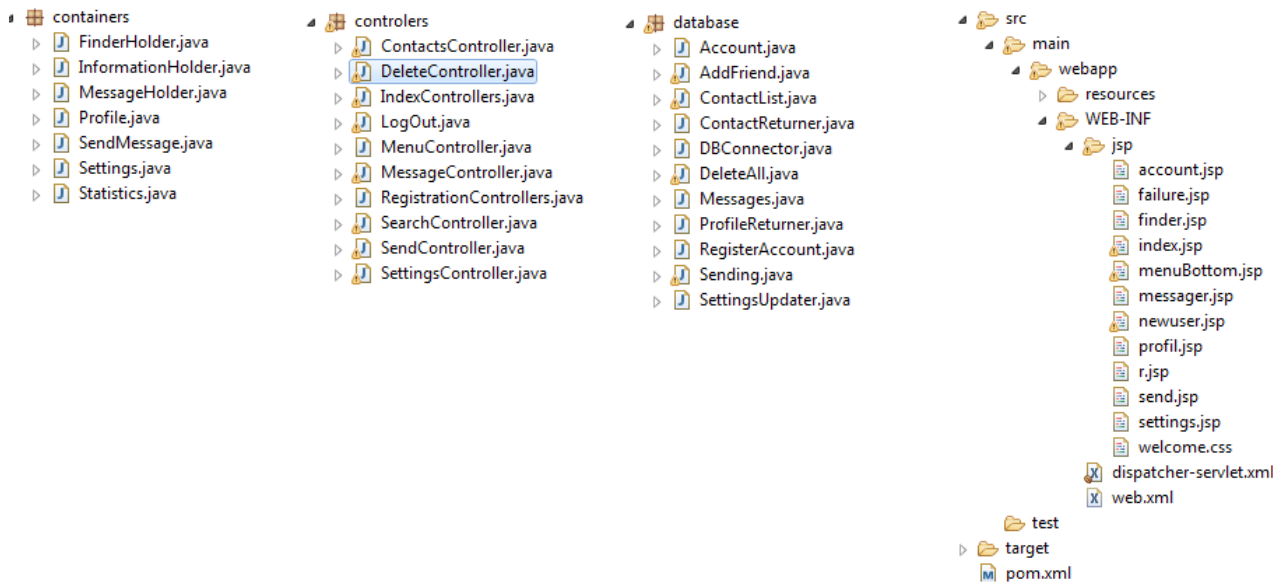 containers
FinderHolder.java
InformationHolder.java
MessageHolder.java
Profile.java
SendMessage.java
Settings.java
Statistics.java
controlers
ContactsController.java
DeleteController.java
IndexControllers.java
LogOut.java
MenuController.java
MessageController.java
RegistrationControllers.java
SearchController.java
SendController.java
SettingsController.java
database
Account.java
AddFriend.java
ContactList.java
ContactReturner.java
DBConnector.java
DeleteAll.java
Messages.java
ProfileReturner.java
RegisterAccount.java
Sending.java
SettingsUpdater.java
src
main
webapp
resources
WEB-INF
jsp
account.jsp
failure.jsp
finder.jsp
index.jsp
menuBottom.jsp
messager.jsp
newuser.jsp
profil.jsp
r.jsp
send.jsp
settings.jsp
welcome.css
dispatcher-servlet.xml
web.xml
test
target
pom.xml